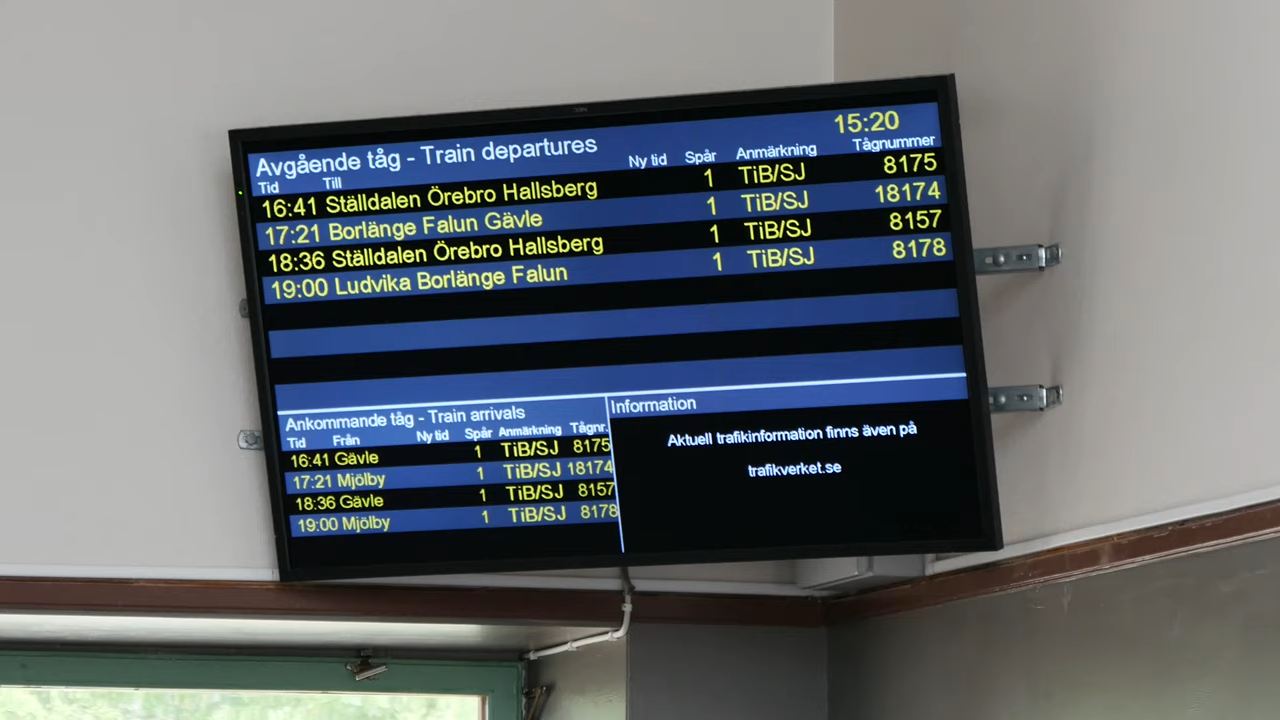 15:20
Avgående tåg - Train departures
Tid Till Ny tid Spår Anmärkning Tågnummer
16:41 Ställdalen Örebro Hallsberg 1 TiB/SJ 8175
17:21 Borlänge Falun Gävle 1 TiB/SJ 18174
18:36 Ställdalen Örebro Hallsberg 1 TiB/SJ 8157
19:00 Ludvika Borlänge Falun 1 TiB/SJ 8178
Ankommande tåg - Train arrivals
Tid Från Ny tid Spår Anmärkning Tågnr.
16:41 Gävle 1 TiB/SJ 8175
17:21 Mjölby 1 TiB/SJ 18174
18:36 Gävle 1 TiB/SJ 8157
19:00 Mjölby 1 TiB/SJ 8178
Information
Aktuell trafikinformation finns även på
trafikverket.se